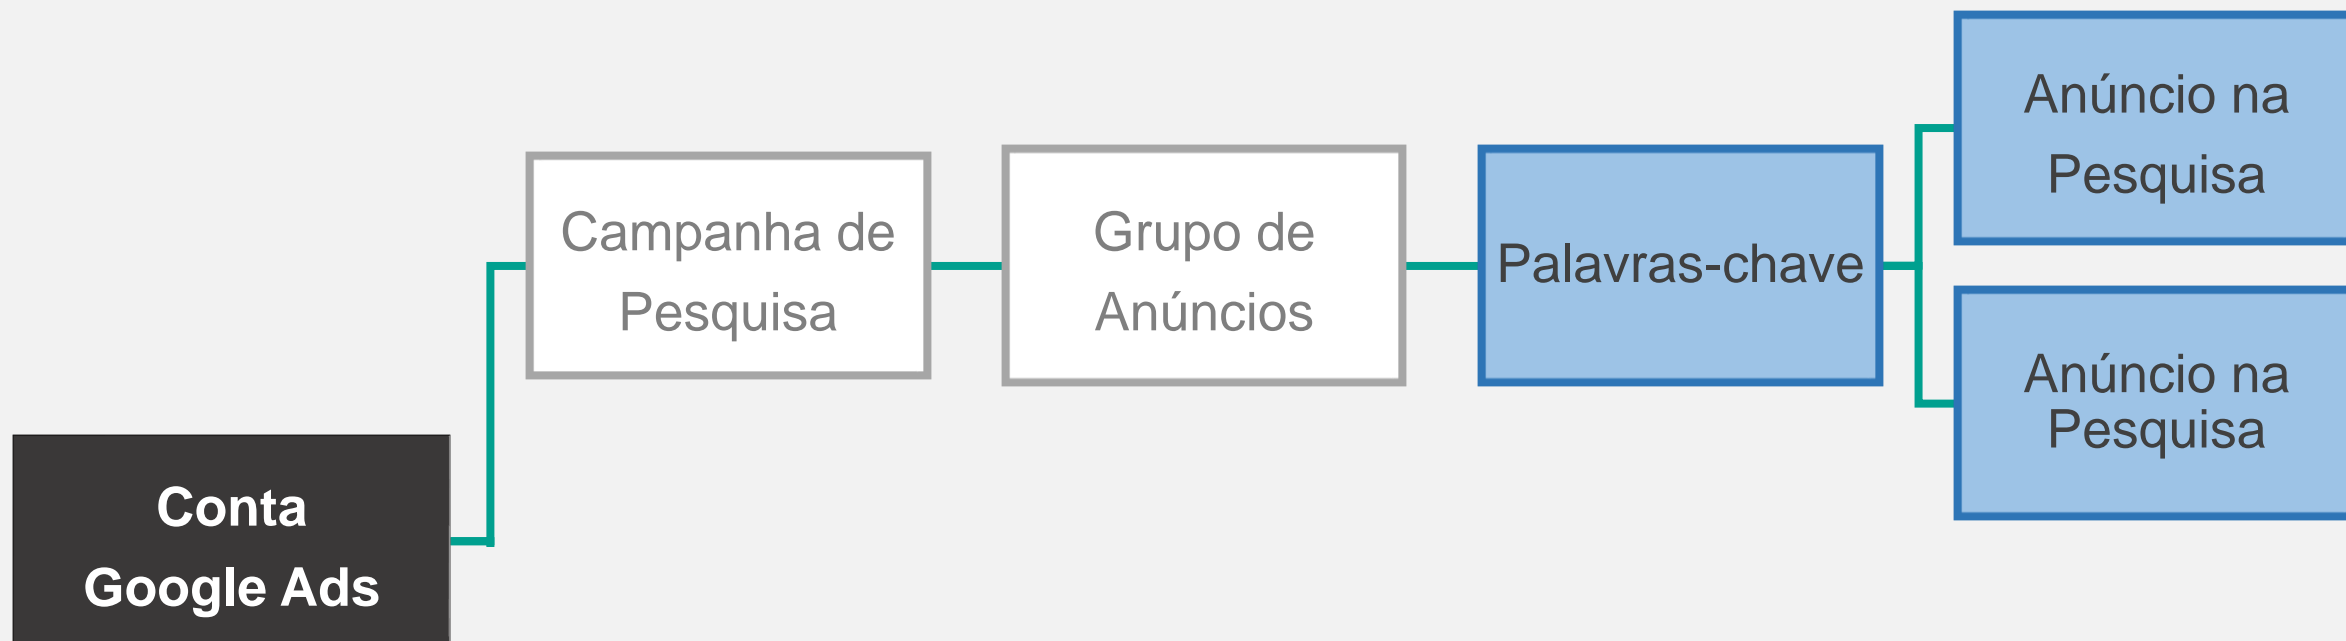 Conta
Google Ads
Campanha de
Pesquisa
Grupo de
Anúncios
Palavras-chave
Anúncio na
Pesquisa
Anúncio na
Pesquisa